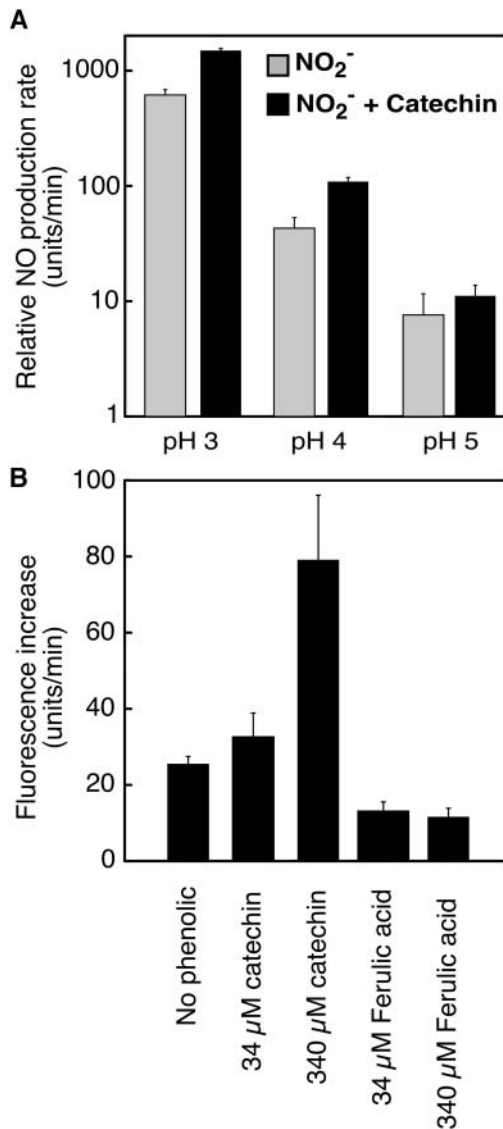 A
Relative NO production rate
(units/min)
1000
100
10
1
NO₂⁻
NO₂⁻ + Catechin
pH 3
pH 4
pH 5
B
Fluorescence increase
(units/min)
100
80
60
40
20
0
No phenolic
34 µM catechin
340 µM catechin
34 µM Ferulic acid
340 µM Ferulic acid